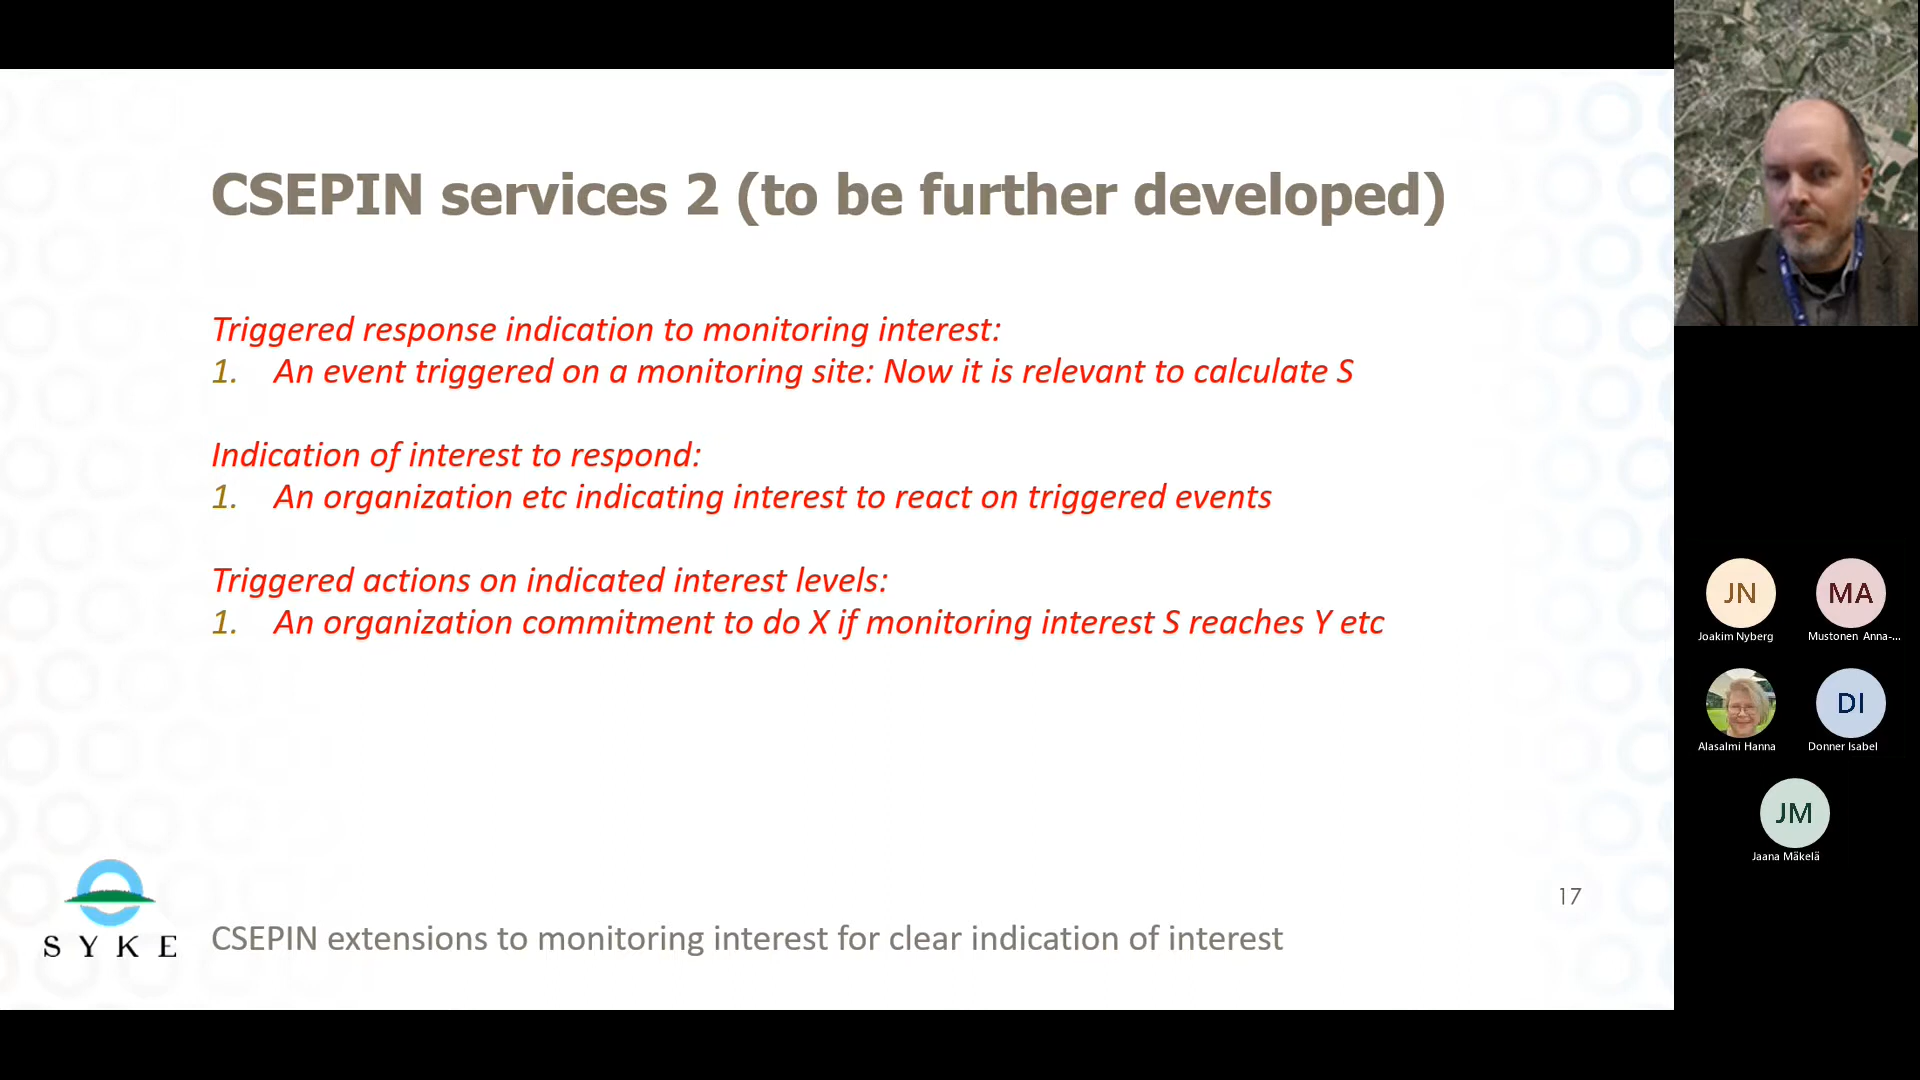 CSEPIN services 2 (to be further developed)
Triggered response indication to monitoring interest:
1. An event triggered on a monitoring site: Now it is relevant to calculate S
Indication of interest to respond:
1. An organization etc indicating interest to react on triggered events
Triggered actions on indicated interest levels:
1. An organization commitment to do X if monitoring interest S reaches Y etc
17
SYKE
CSEPIN extensions to monitoring interest for clear indication of interest
JN
Joakim Nyberg
MA
Mustonen Anna-...
Alasalmi Hanna
DI
Donner Isabel
JM
Jaana Mäkelä